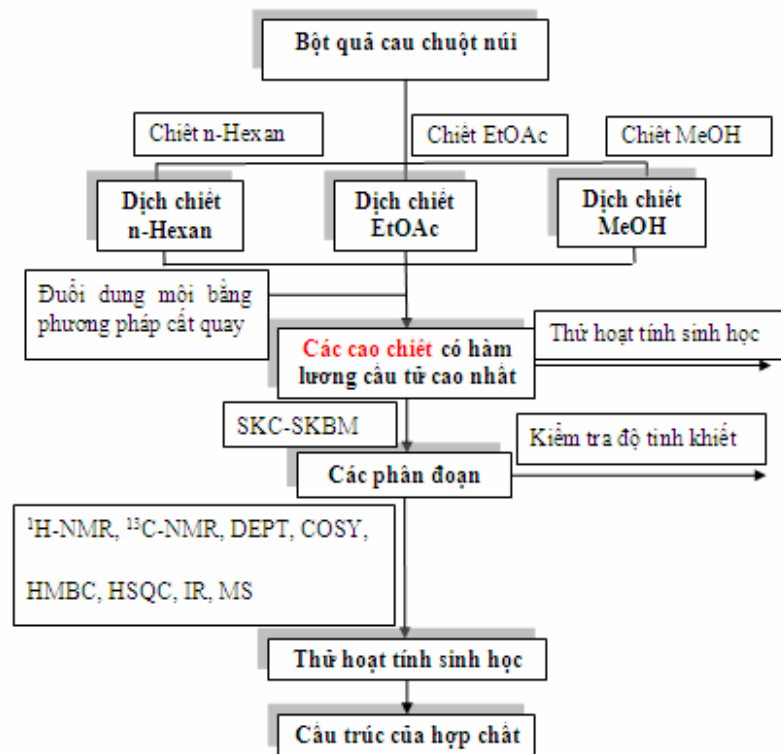 Bột quả cau chuột núi
Chiết n-Hexan
Chiết EtOAc
Chiết MeOH
Dịch chiết
n-Hexan
Dịch chiết
EtOAc
Dịch chiết
MeOH
Đuổi dung môi bằng
phương pháp cất quay
Các cao chiết có hàm
lương cấu tử cao nhất
Thử hoạt tính sinh học
SKC-SKBM
Kiểm tra độ tinh khiết
Các phân đoạn
¹H-NMR, ¹³C-NMR, DEPT, COSY,
HMBC, HSQC, IR, MS
Thử hoạt tính sinh học
Cấu trúc của hợp chất